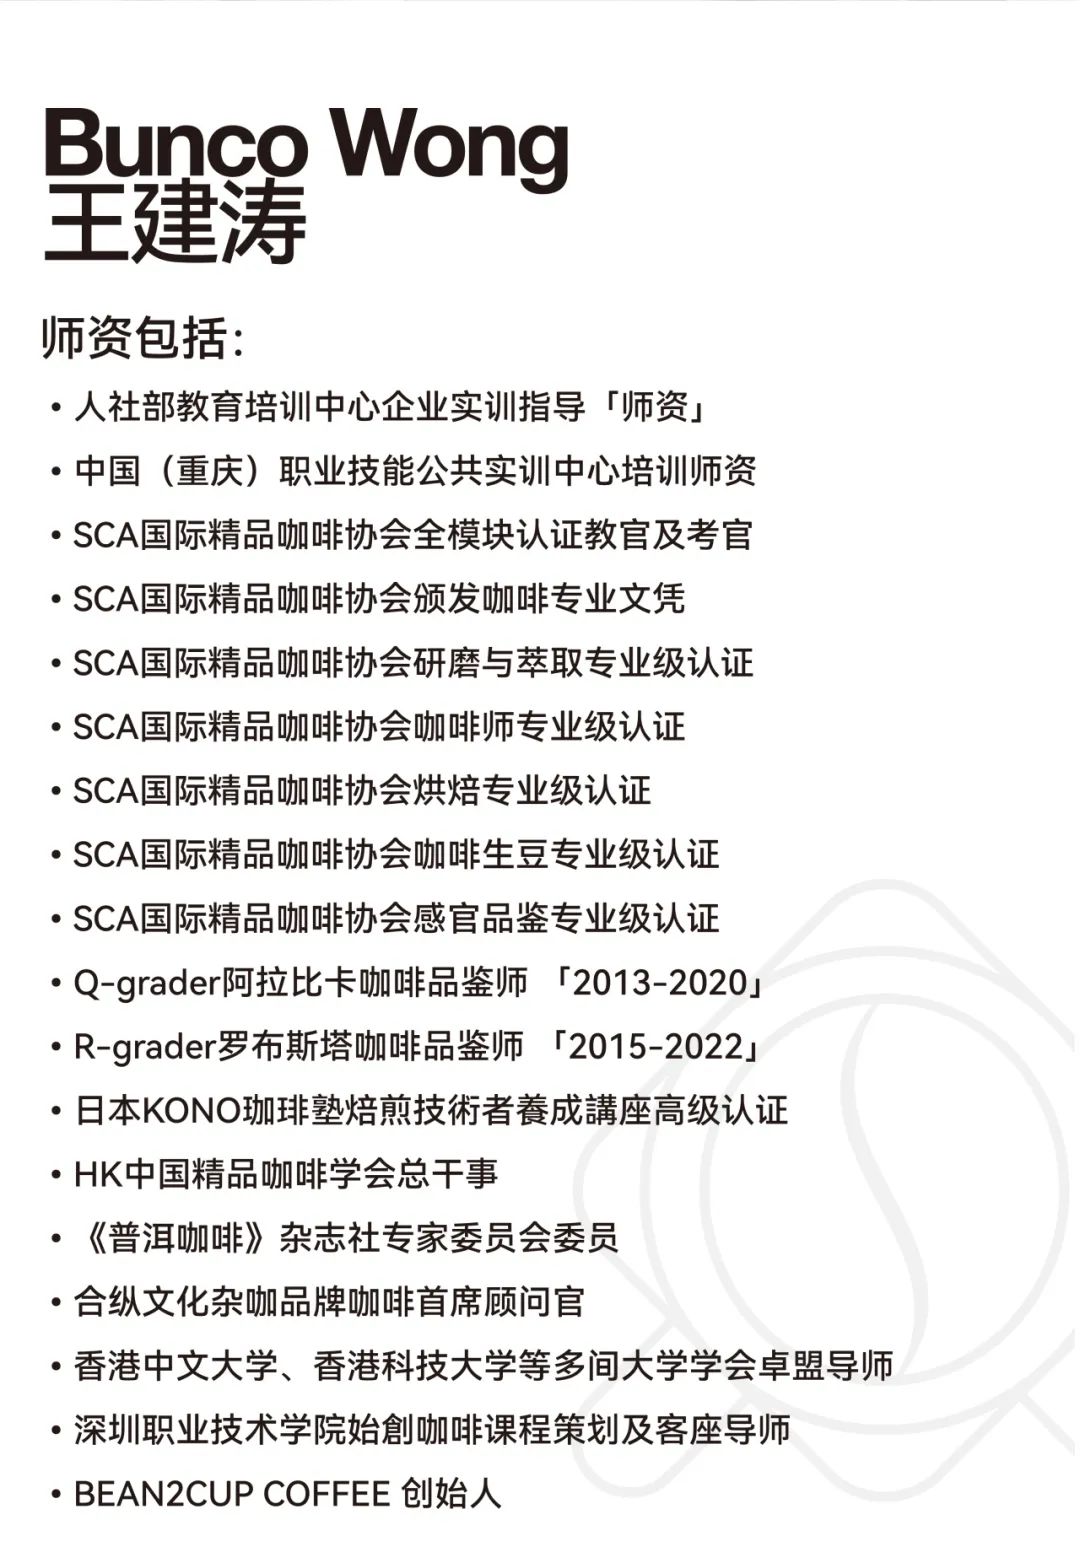 Bunco Wong
王建涛
师资包括：
• 人社部教育培训中心企业实训指导「师资」
• 中国（重庆）职业技能公共实训中心培训师资
• SCA国际精品咖啡协会全模块认证教官及考官
• SCA国际精品咖啡协会颁发咖啡专业文凭
• SCA国际精品咖啡协会研磨与萃取专业级认证
• SCA国际精品咖啡协会咖啡师专业级认证
• SCA国际精品咖啡协会烘焙专业级认证
• SCA国际精品咖啡协会咖啡生豆专业级认证
• SCA国际精品咖啡协会感官品鉴专业级认证
• Q-grader阿拉比卡咖啡品鉴师 「2013-2020」
• R-grader罗布斯塔咖啡品鉴师 「2015-2022」
• 日本KONO珈琲塾焙煎技術者養成講座高级认证
• HK中国精品咖啡学会总干事
• 《普洱咖啡》杂志社专家委员会委员
• 合纵文化杂咖品牌咖啡首席顾问官
• 香港中文大学、香港科技大学等多间大学学会卓盟导师
• 深圳职业技术学院始創咖啡课程策划及客座导师
• BEAN2CUP COFFEE 创始人